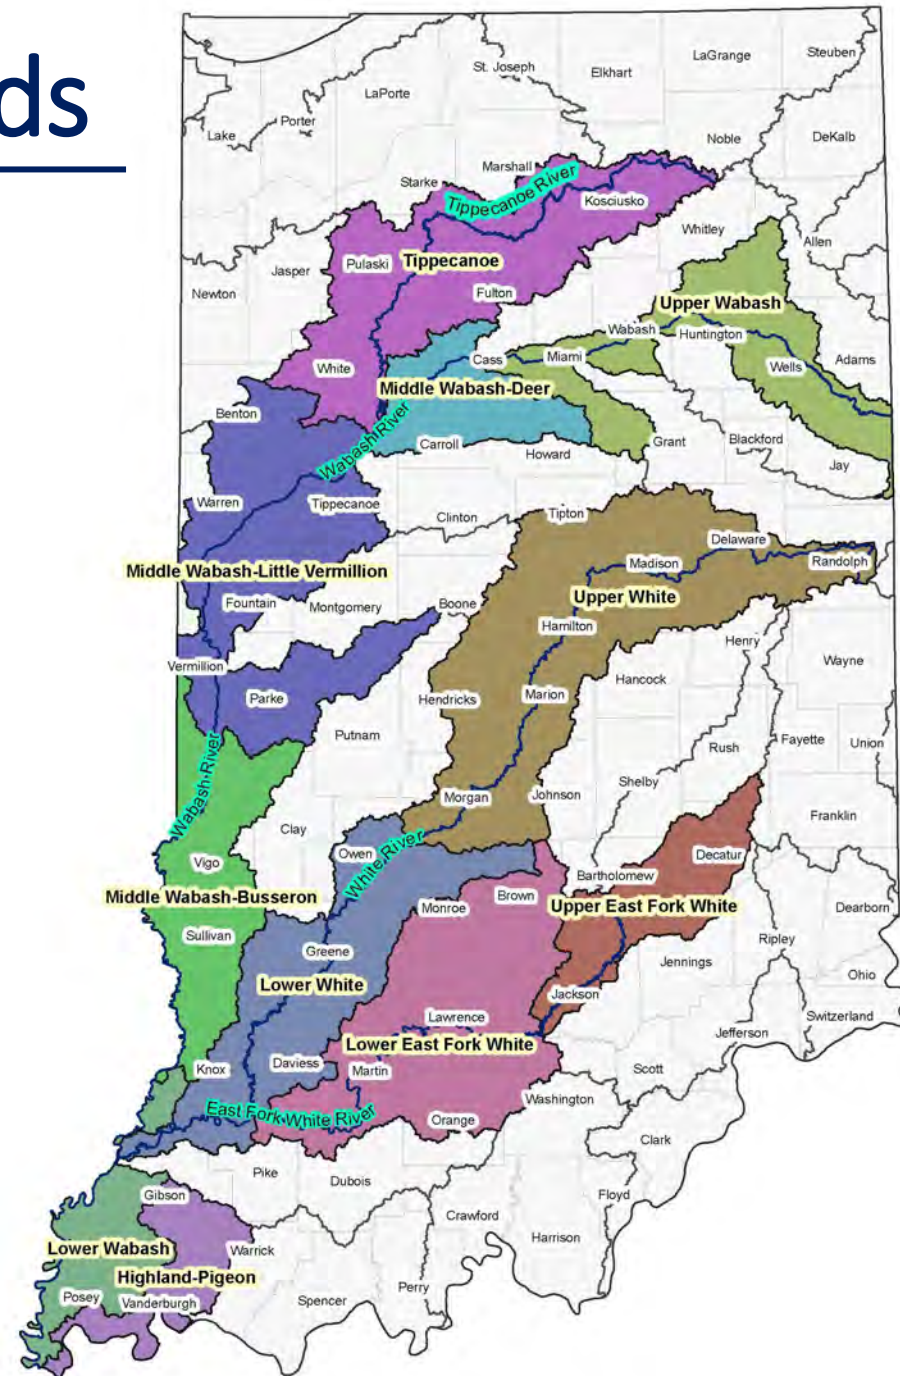 ds
Steuben
LaGrange
St. Joseph
Elkhart
LaPorte
Porter
Lake
Noble
DeKalb
Marshall
Starke
Tippecanoe River
Kosciusko
Whitley
Allen
Tippecanoe
Pulaski
Jasper
Newton
Fulton
Upper Wabash
Wabash
Huntington
Cass
Miami
Adams
Wells
White
Middle Wabash-Deer
Benton
Wabash River
Carroll
Howard
Grant
Blackford
Jay
Warren
Tippecanoe
Clinton
Tipton
Delaware
Madison
Randolph
Middle Wabash-Little Vermillion
Fountain
Montgomery
Boone
Upper White
Hamilton
Henry
Wayne
Vermillion
Hancock
Parke
Hendricks
Marion
Putnam
Rush
Fayette
Union
Wabash River
Shelby
Morgan
Johnson
Franklin
Clay
Owen
White River
Vigo
Decatur
Bartholomew
Middle Wabash-Busseron
Monroe
Brown
Upper East Fork White
Dearborn
Sullivan
Ripley
Greene
Jennings
Ohio
Lower White
Jackson
Lawrence
Switzerland
Jefferson
Lower East Fork White
Knox
Daviess
Martin
Scott
Washington
East Fork White River
Orange
Clark
Pike
Dubois
Gibson
Floyd
Crawford
Harrison
Lower Wabash
Warrick
Highland-Pigeon
Perry
Posey
Vanderburgh
Spencer